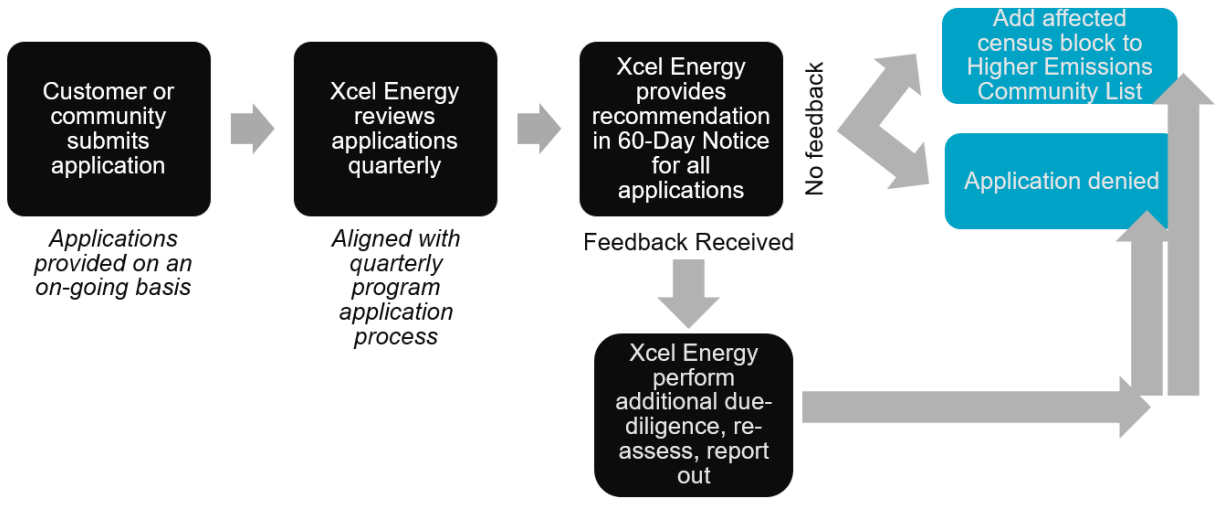 Customer or
community
submits
application
Applications
provided on an
on-going basis
Xcel Energy
reviews
applications
quarterly
Aligned with
quarterly
program
application
process
Xcel Energy
provides
recommendation
in 60-Day Notice
for all
applications
No feedback
Add affected
census block to
Higher Emissions
Community List
Application denied
Feedback Received
Xcel Energy
perform
additional due-
diligence, re-
assess, report
out